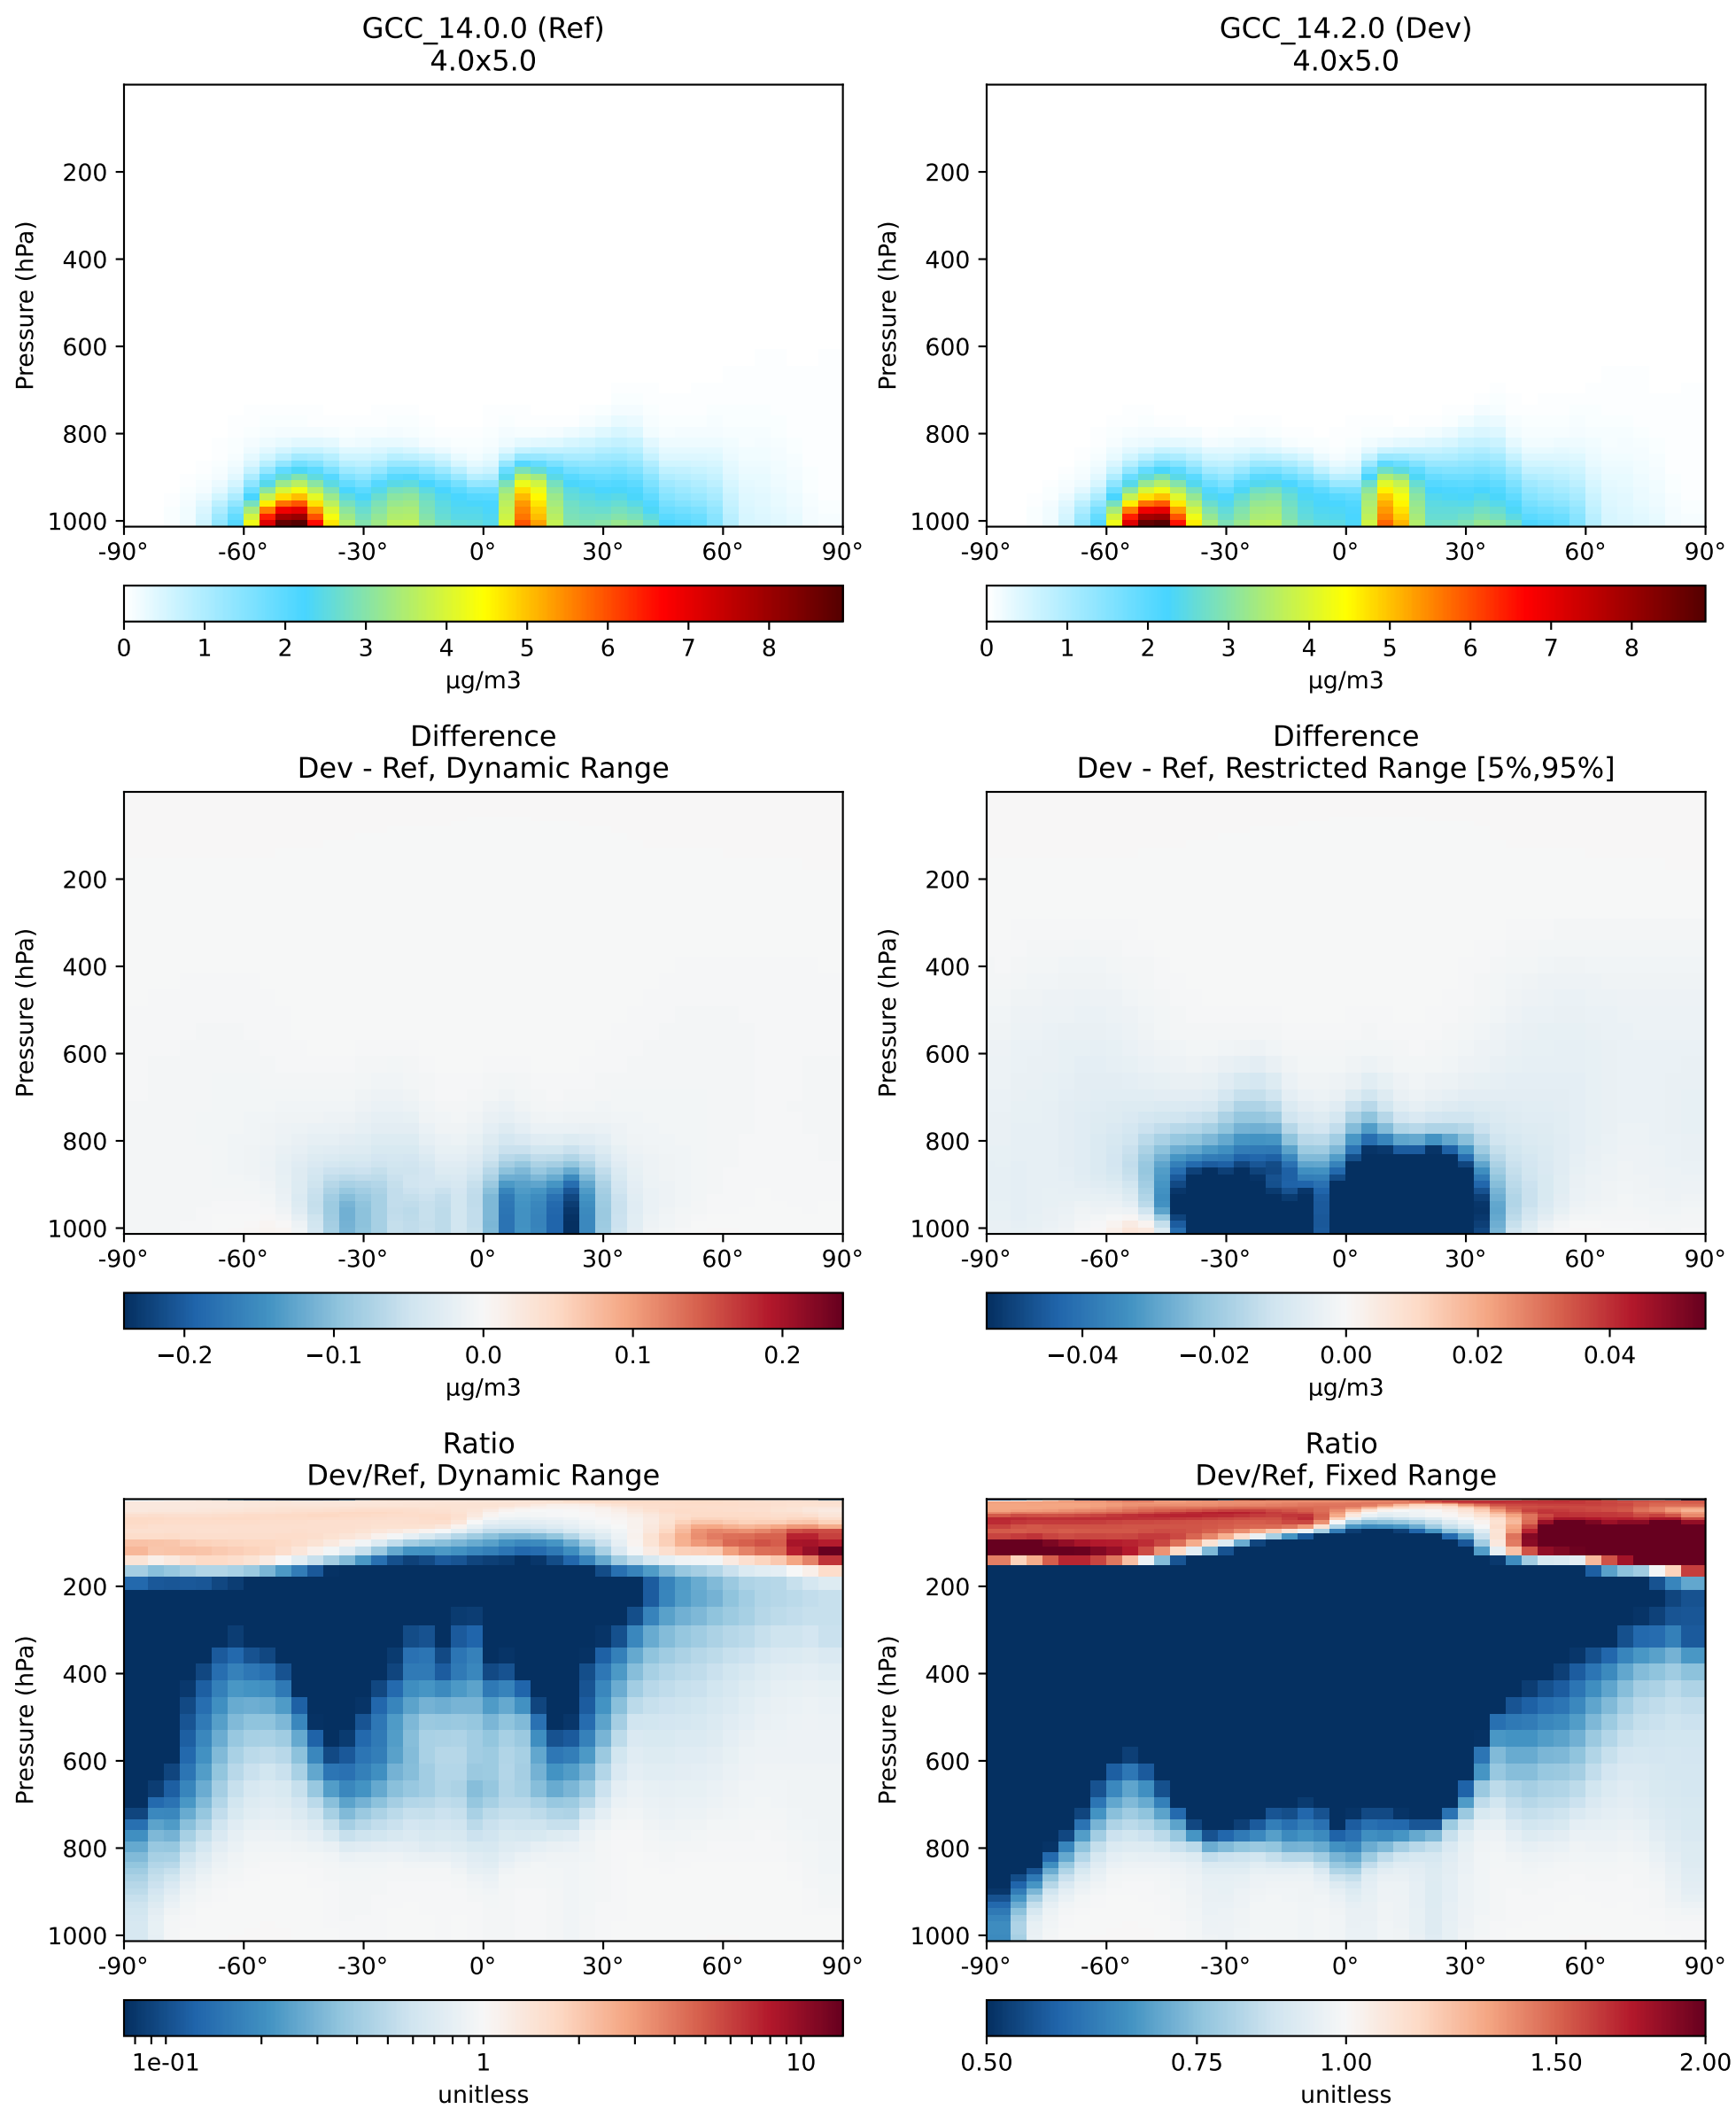 GCC_14.0.0 (Ref)
4.0x5.0
Pressure (hPa)
200
400
600
800
1000
-90° -60° -30° 0° 30° 60° 90°
0 1 2 3 4 5 6 7 8
μg/m3
GCC_14.2.0 (Dev)
4.0x5.0
Pressure (hPa)
200
400
600
800
1000
-90° -60° -30° 0° 30° 60° 90°
0 1 2 3 4 5 6 7 8
μg/m3
Difference
Dev - Ref, Dynamic Range
Pressure (hPa)
200
400
600
800
1000
-90° -60° -30° 0° 30° 60° 90°
−0.2 −0.1 0.0 0.1 0.2
μg/m3
Difference
Dev - Ref, Restricted Range [5%,95%]
Pressure (hPa)
200
400
600
800
1000
-90° -60° -30° 0° 30° 60° 90°
−0.04 −0.02 0.00 0.02 0.04
μg/m3
Ratio
Dev/Ref, Dynamic Range
Pressure (hPa)
200
400
600
800
1000
-90° -60° -30° 0° 30° 60° 90°
1e-01 1 10
unitless
Ratio
Dev/Ref, Fixed Range
Pressure (hPa)
200
400
600
800
1000
-90° -60° -30° 0° 30° 60° 90°
0.50 0.75 1.00 1.50 2.00
unitless